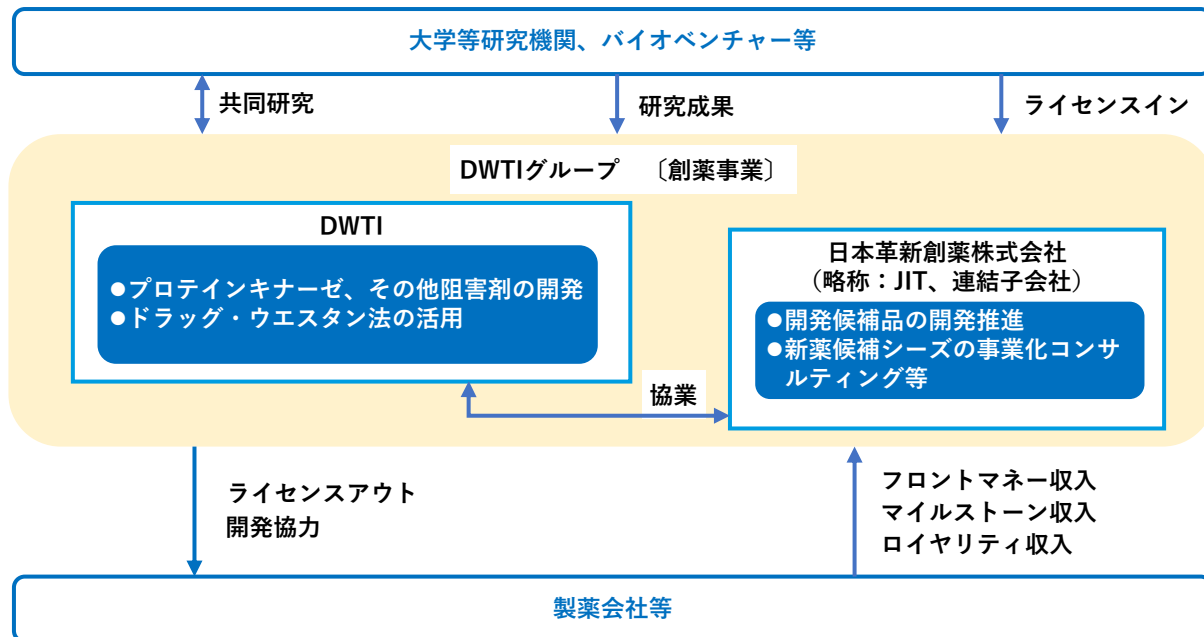 大学等研究機関、バイオベンチャー等
共同研究
研究成果
ライセンスイン
DWTIグループ 〔創薬事業〕
DWTI
●プロテインキナーゼ、その他阻害剤の開発
●ドラッグ・ウエスタン法の活用
日本革新創薬株式会社
（略称：JIT、連結子会社）
●開発候補品の開発推進
●新薬候補シーズの事業化コンサ
ルティング等
協業
ライセンスアウト
開発協力
フロントマネー収入
マイルストーン収入
ロイヤリティ収入
製薬会社等